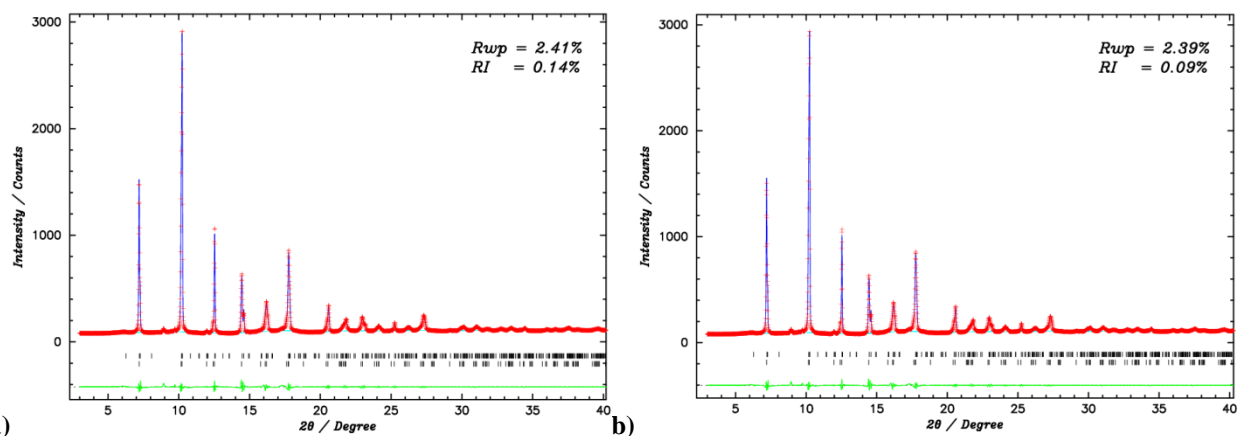 Rwp = 2.41%
RI = 0.14%
Intensity / Counts
3000
2000
1000
0
5 10 15 20 25 30 35 40
2θ / Degree
)
Rwp = 2.39%
RI = 0.09%
Intensity / Counts
3000
2000
1000
0
5 10 15 20 25 30 35 40
2θ / Degree
b)